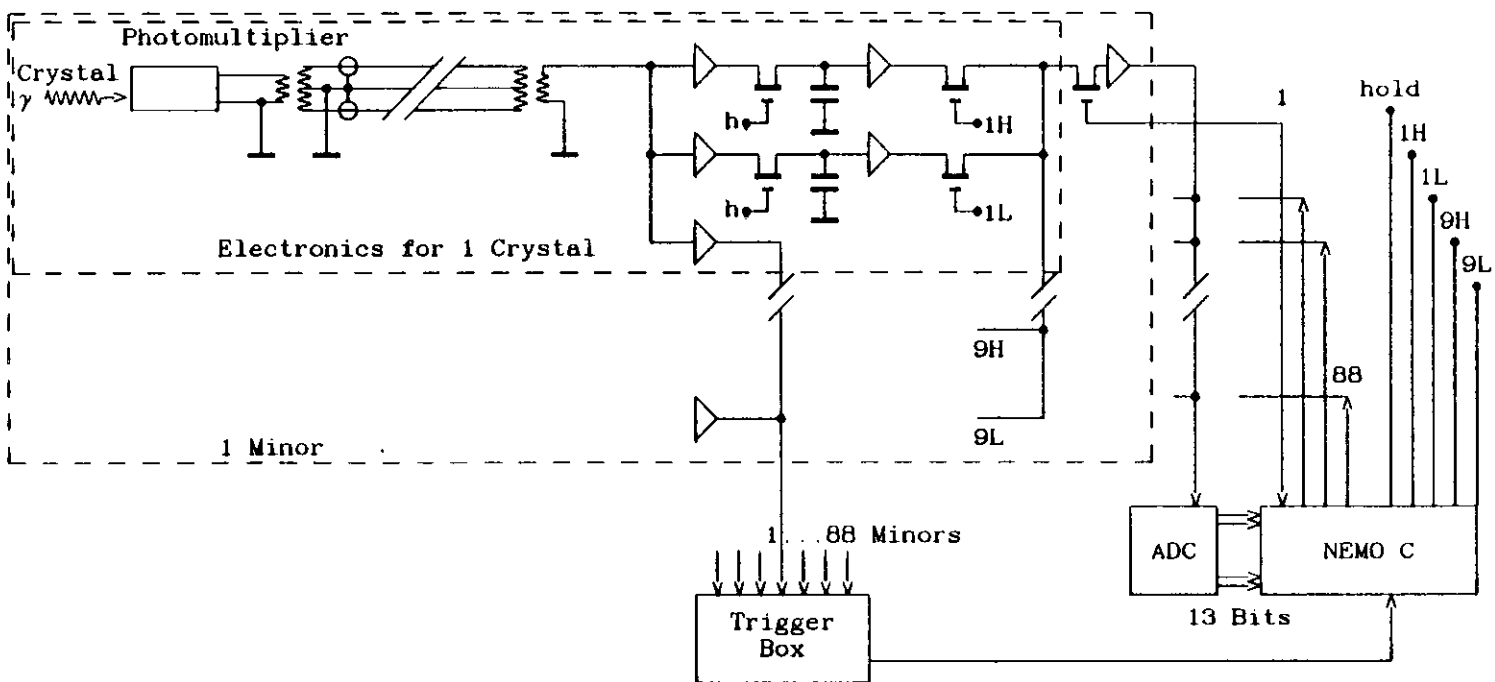 Photomultiplier
Crystal
γ
h
1H
h
1L
Electronics for 1 Crystal
9H
9L
1 Minor
1
hold
1H
1L
9H
9L
88
1...88 Minors
Trigger
Box
ADC
NEMO C
13 Bits